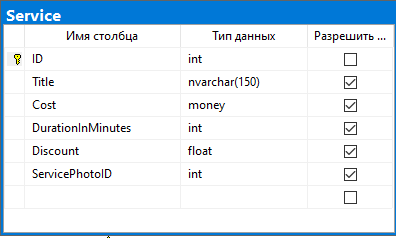 Service
Имя столбца Тип данных Разрешить ...
ID int
Title nvarchar(150)
Cost money
DurationInMinutes int
Discount float
ServicePhotoID int